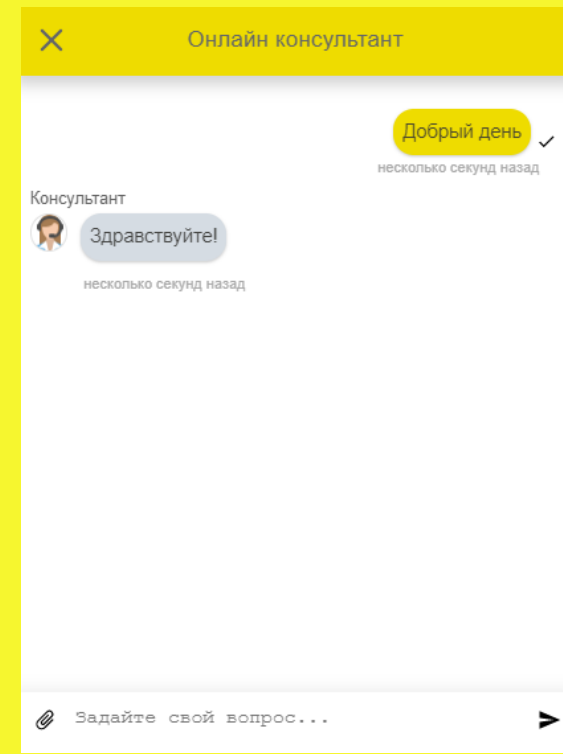 Онлайн консультант
Добрый день
несколько секунд назад
Консультант
Здравствуйте!
несколько секунд назад
Задайте свой вопрос...